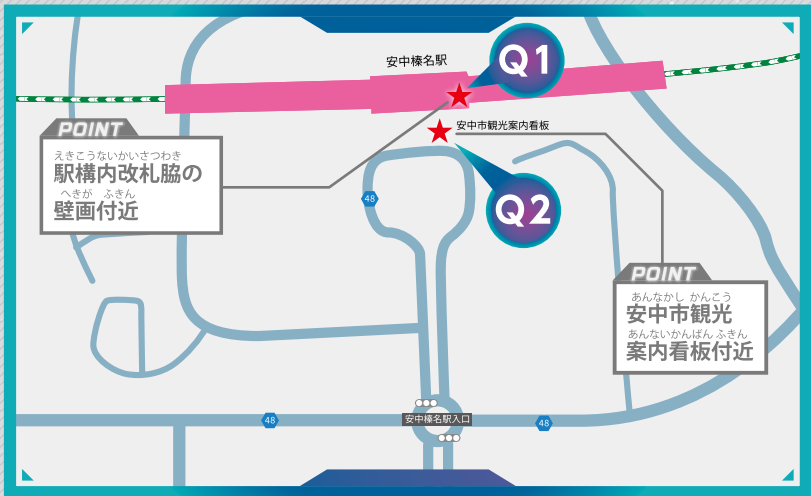 安中榛名駅
Q1
安中市観光案内看板
POINT
えきこうないかいさつわき
駅構内改札脇の
へきが ふきん
壁画付近
48
Q2
POINT
あんなかし かんこう
安中市観光
あんないかんばん ふきん
案内看板付近
安中榛名駅入口
48
48